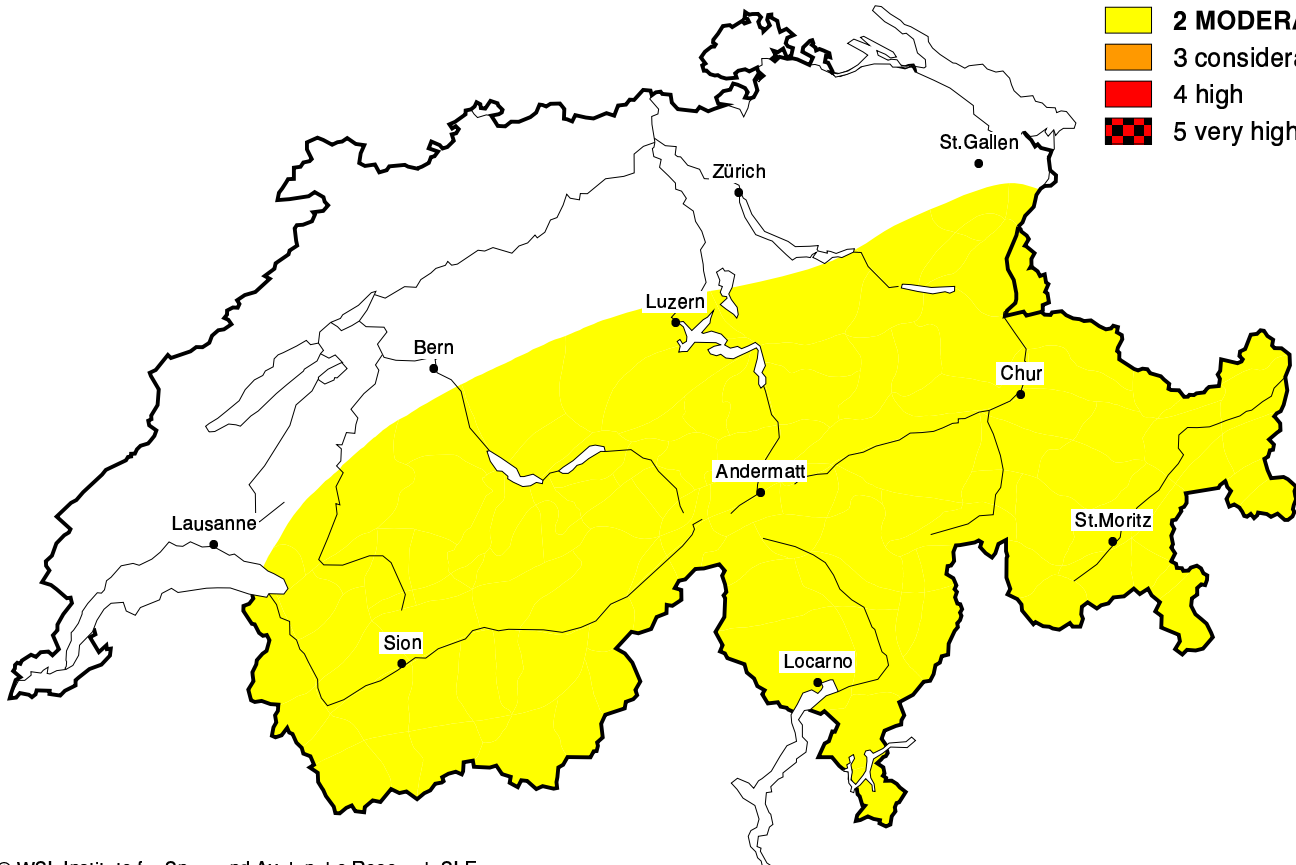 2 MODERA
3 considera
4 high
5 very high
St.Gallen
Zürich
Luzern
Bern
Chur
Andermatt
Lausanne
St.Moritz
Sion
Locarno